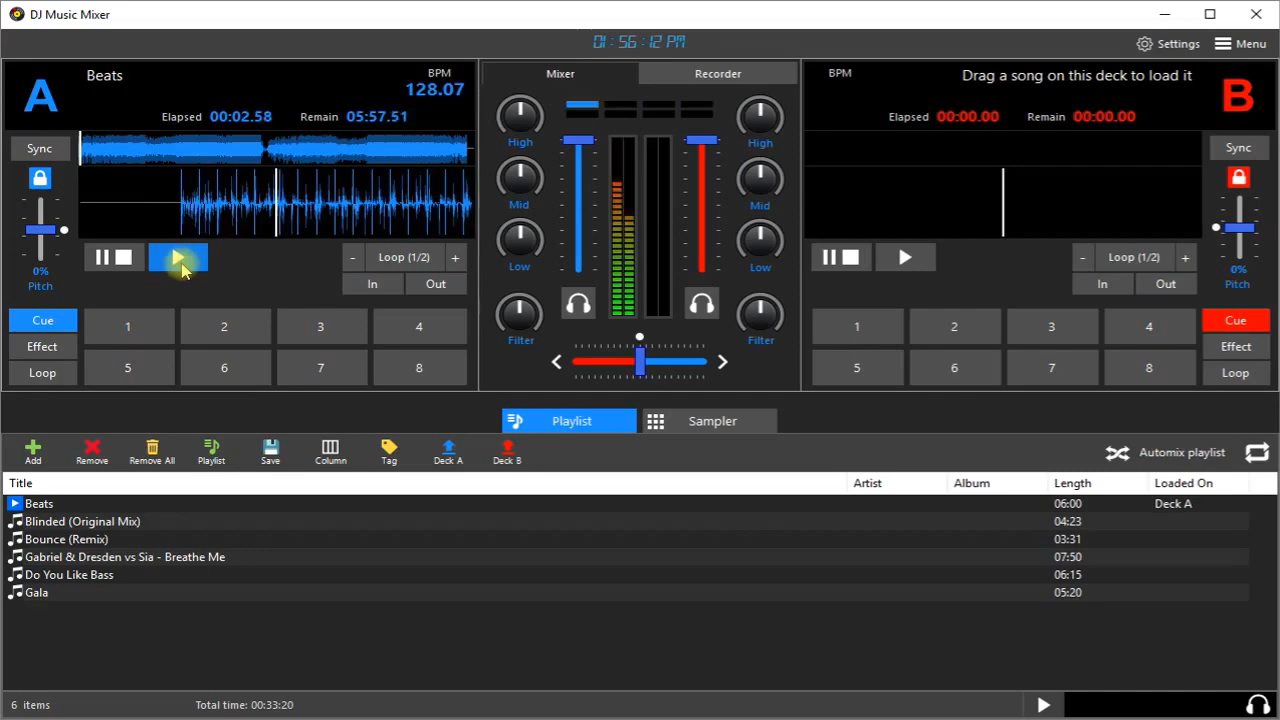 DJ Music Mixer
01:56:12 PM
Settings
Menu
A
Beats
BPM
128.07
Elapsed 00:02.58 Remain 05:57.51
Sync
0%
Pitch
- Loop (1/2) +
In Out
Cue
Effect
Loop
1 2 3 4
5 6 7 8
Mixer Recorder
High
Mid
Low
Filter
High
Mid
Low
Filter
BPM
Drag a song on this deck to load it
B
Elapsed 00:00.00 Remain 00:00.00
Sync
0%
Pitch
- Loop (1/2) +
In Out
1 2 3 4
5 6 7 8
Cue
Effect
Loop
Playlist Sampler
Add Remove Remove All Playlist Save Column Tag Deck A Deck B
Automix playlist
Title Artist Album Length Loaded On
Beats 06:00 Deck A
Blinded (Original Mix) 04:23
Bounce (Remix) 03:31
Gabriel & Dresden vs Sia - Breathe Me 07:50
Do You Like Bass 06:15
Gala 05:20
6 items Total time: 00:33:20